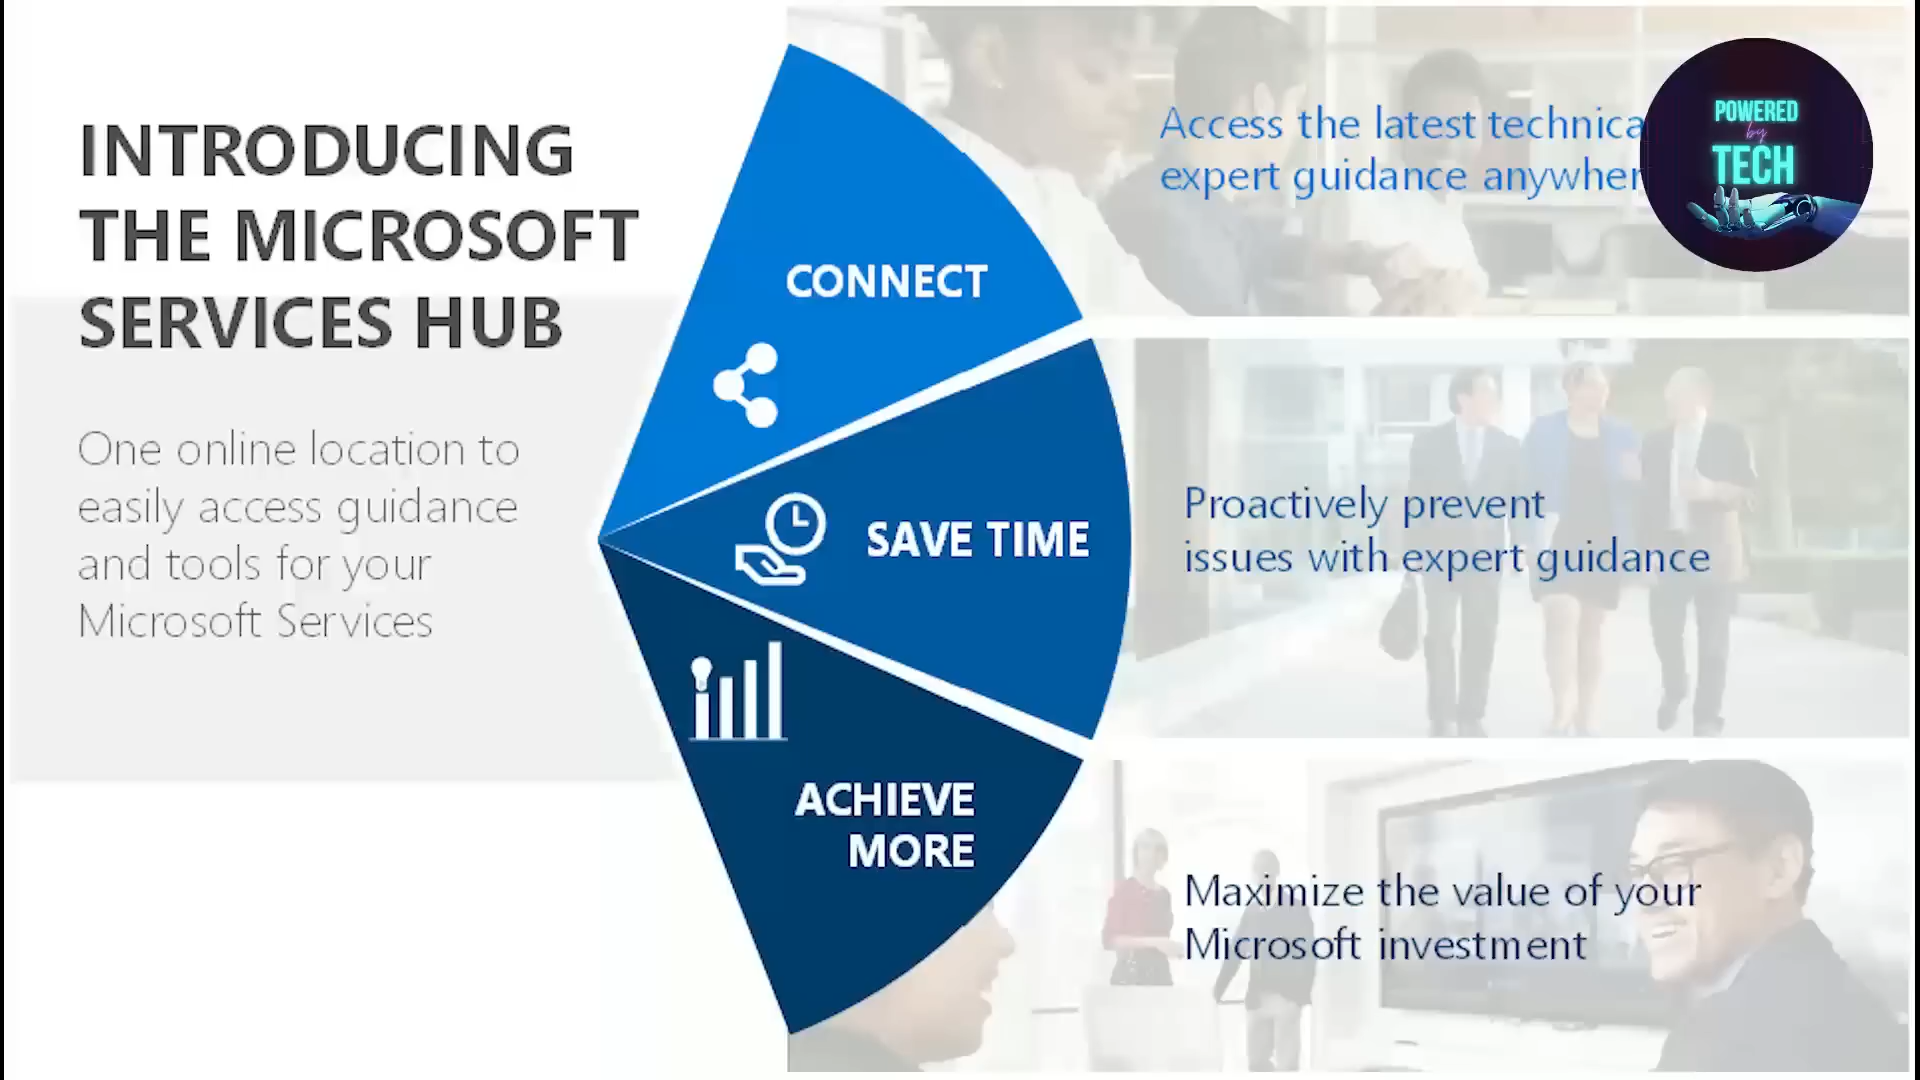 INTRODUCING
THE MICROSOFT
SERVICES HUB
One online location to
easily access guidance
and tools for your
Microsoft Services
CONNECT
Access the latest
expert guidance
SAVE TIME
Proactively prevent
issues with expert guidance
ACHIEVE
MORE
Maximize the value of your
Microsoft investment
POWERED
by
TECH